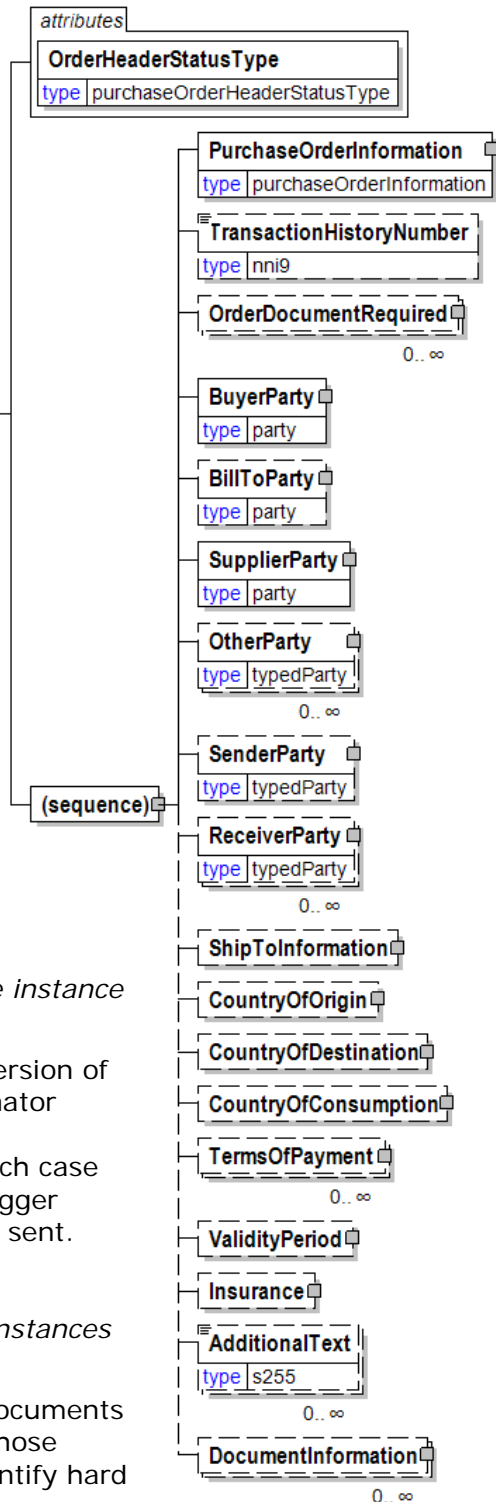 attributes
OrderHeaderStatusType
type purchaseOrderHeaderStatusType
PurchaseOrderInformation
type purchaseOrderInformation
TransactionHistoryNumber
type nni9
OrderDocumentRequired
0.. ∞
BuyerParty
type party
BillToParty
type party
SupplierParty
type party
OtherParty
type typedParty
0.. ∞
SenderParty
type typedParty
(sequence)
ReceiverParty
type typedParty
0.. ∞
ShipToInformation
CountryOfOrigin
CountryOfDestination
CountryOfConsumption
TermsOfPayment
0.. ∞
ValidityPeriod
Insurance
AdditionalText
type s255
0.. ∞
DocumentInformation
0.. ∞
instance
ersion of
nator
ch case
gger
sent.
nstances
ocuments
hose
ntify hard